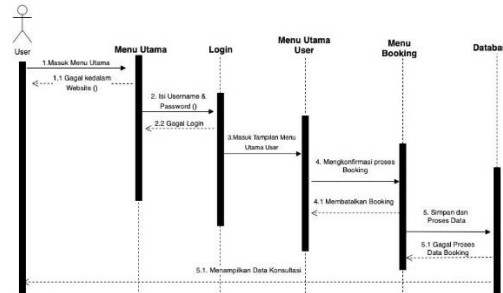 User
Menu Utama
Login
Menu Utama
User
Menu
Booking
Databa
1.Masuk Menu Utama
1.1 Gagal kedalam
Website ()
2. Isi Username &
Password ()
2.2 Gagal Login
3.Masuk Tampilan Menu
Utama User
4. Mengkonfirmasi proses
Booking
4.1 Membatalkan Booking
5. Simpan dan
Proses Data
5.1 Gagal Proses
Data Booking
5.1. Menampilkan Data Konsultasi